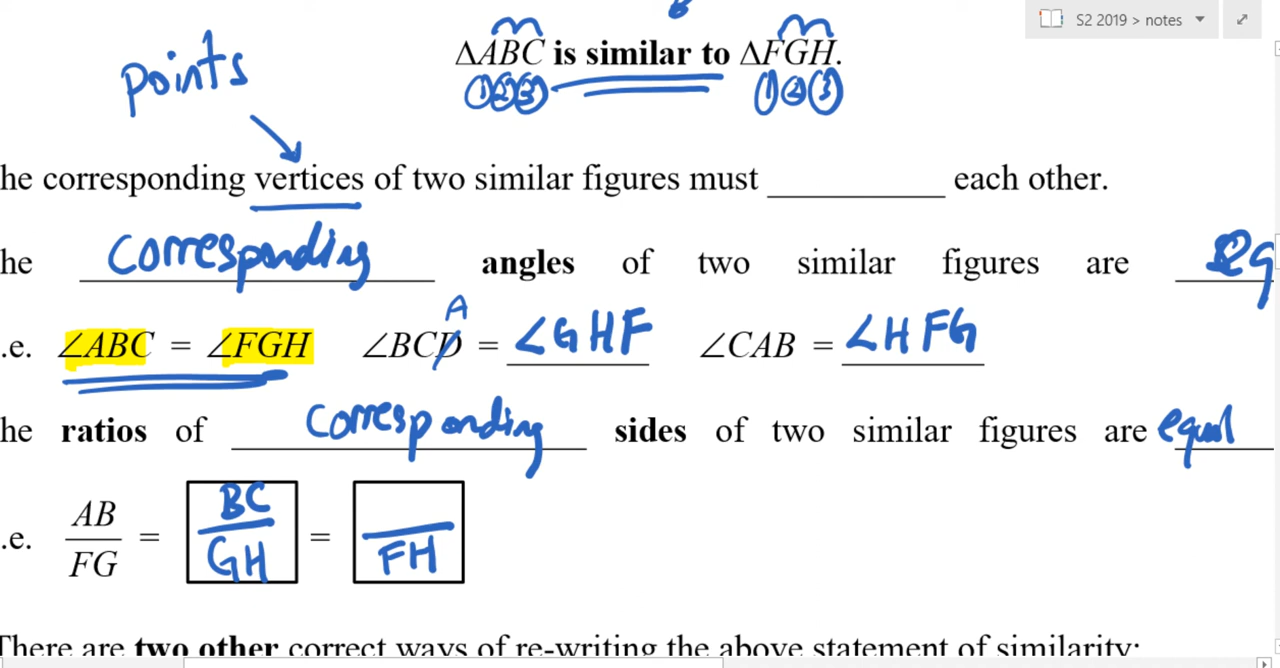 S2 2019 > notes
points
ΔABC is similar to ΔFGH.
①②③ ①②③
he corresponding vertices of two similar figures must __________ each other.
he corresponding angles of two similar figures are eq
.e. ∠ABC = ∠FGH ∠BCD A = ∠GHF ∠CAB = ∠HFG
he ratios of corresponding sides of two similar figures are equal
.e. AB/FG = BC/GH = /FH
There are two other correct ways of re-writing the above statement of similarity: